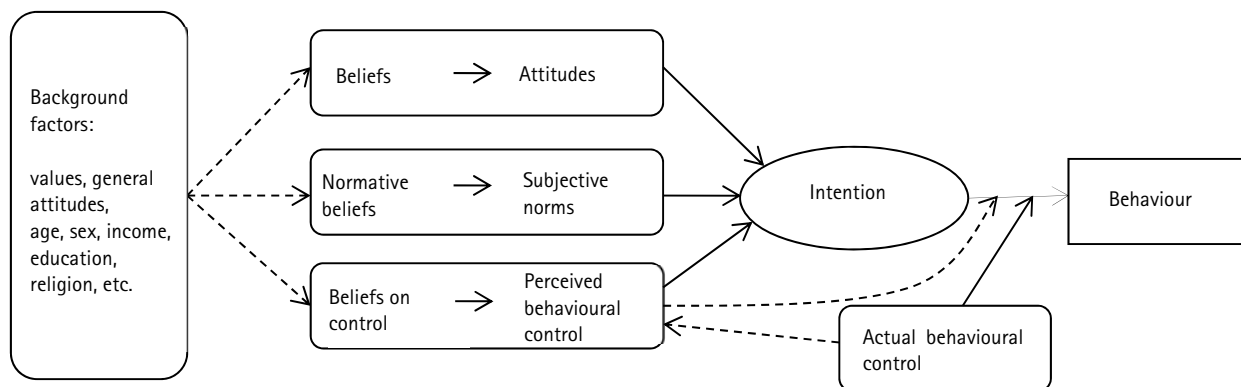 Background
factors:
values, general
attitudes,
age, sex, income,
education,
religion, etc.
Beliefs
Attitudes
Normative
beliefs
Subjective
norms
Beliefs on
control
Perceived
behavioural
control
Intention
Behaviour
Actual behavioural
control